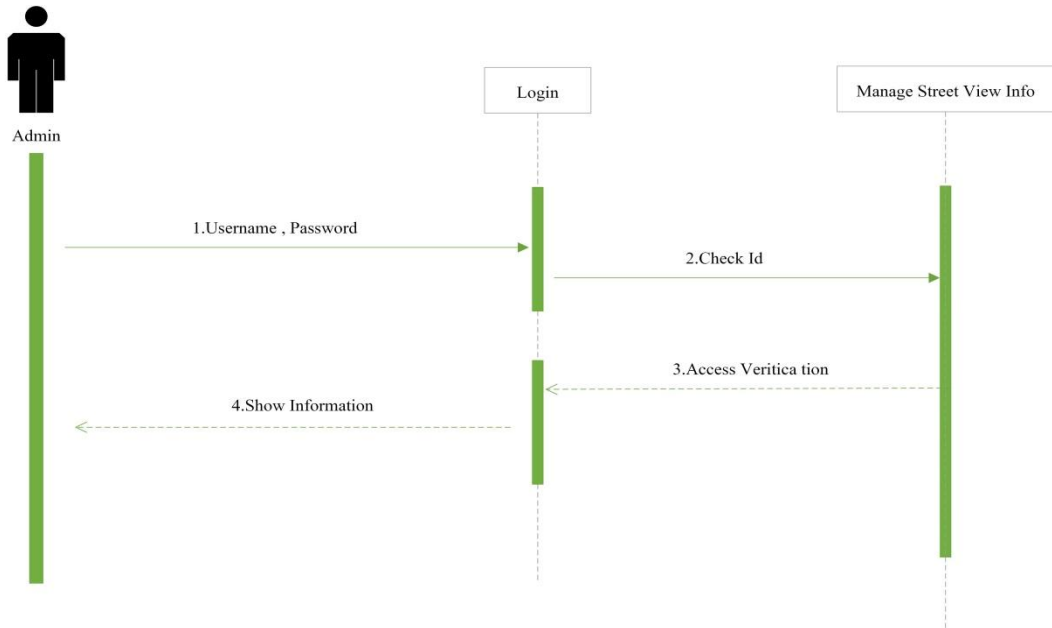 Login
Manage Street View Info
Admin
1.Username , Password
2.Check Id
3.Access Veritica tion
4.Show Information